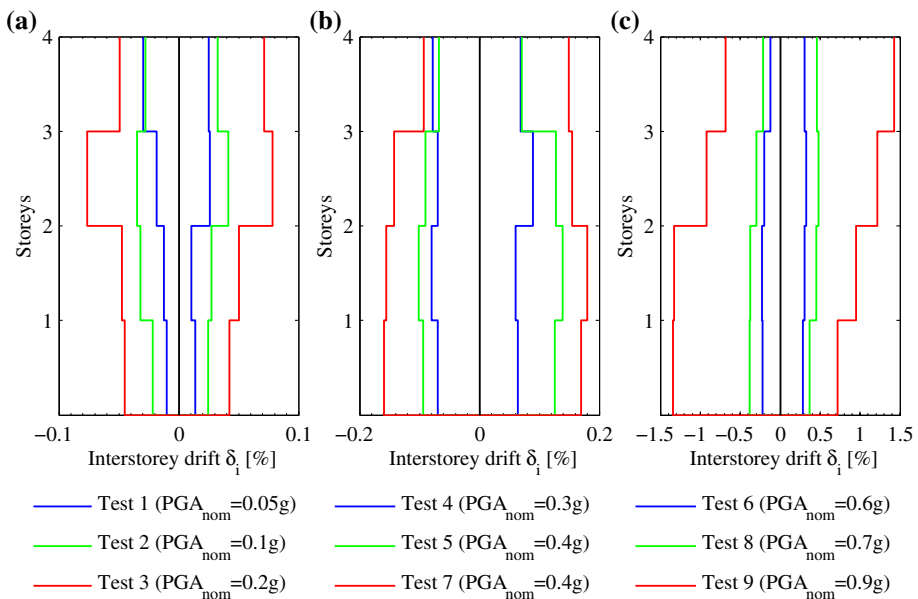 (a) (b) (c)
4 4 4
3 3 3
2 2 2
1 1 1
Storeys Storeys Storeys
−0.1 0 0.1 −0.2 0 0.2 −1.5 −1 −0.5 0 0.5 1 1.5
Interstorey drift δi [%] Interstorey drift δi [%] Interstorey drift δi [%]
Test 1 (PGAnom=0.05g) Test 4 (PGAnom=0.3g) Test 6 (PGAnom=0.6g)
Test 2 (PGAnom=0.1g) Test 5 (PGAnom=0.4g) Test 8 (PGAnom=0.7g)
Test 3 (PGAnom=0.2g) Test 7 (PGAnom=0.4g) Test 9 (PGAnom=0.9g)